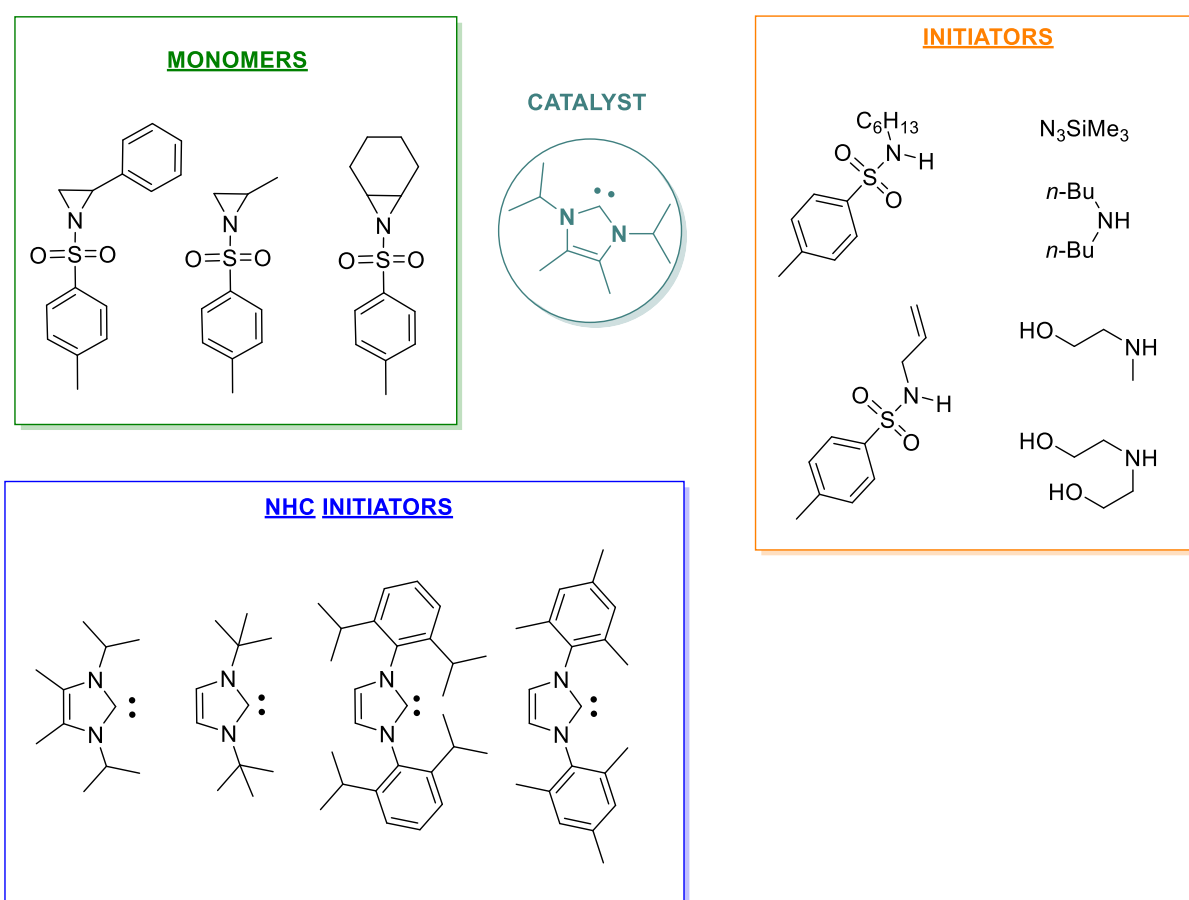 MONOMERS
N
O=S=O
N
O=S=O
N
O=S=O
CATALYST
N
N
INITIATORS
C₆H₁₃
O
N-H
S
O
N₃SiMe₃
n-Bu
NH
n-Bu
O
N-H
S
O
HO
NH
HO
NH
HO
NHC INITIATORS
N
N
N
N
N
N
N
N